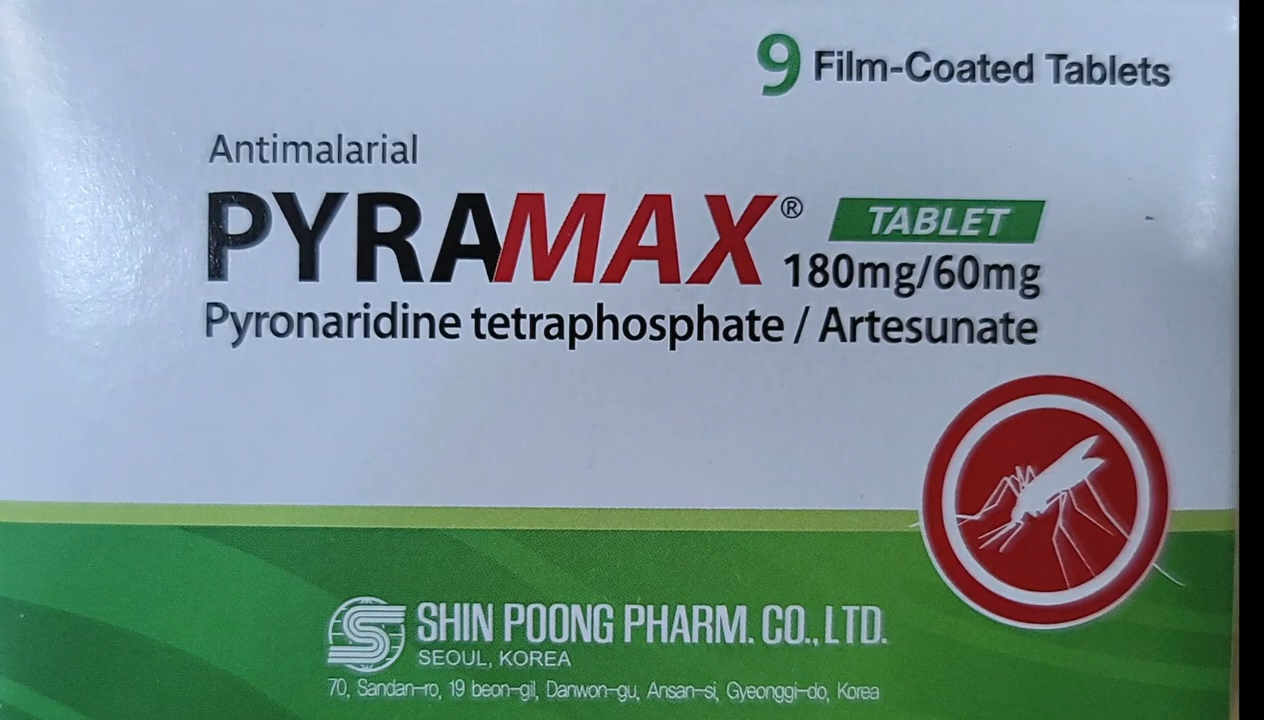 9 Film-Coated Tablets
Antimalarial
PYRAMAX® TABLET
180mg/60mg
Pyronaridine tetraphosphate / Artesunate
SHIN POONG PHARM. CO., LTD.
SEOUL, KOREA
70, Sandan-ro, 19 beon-gil, Danwon-gu, Ansan-si, Gyeonggi-do, Korea